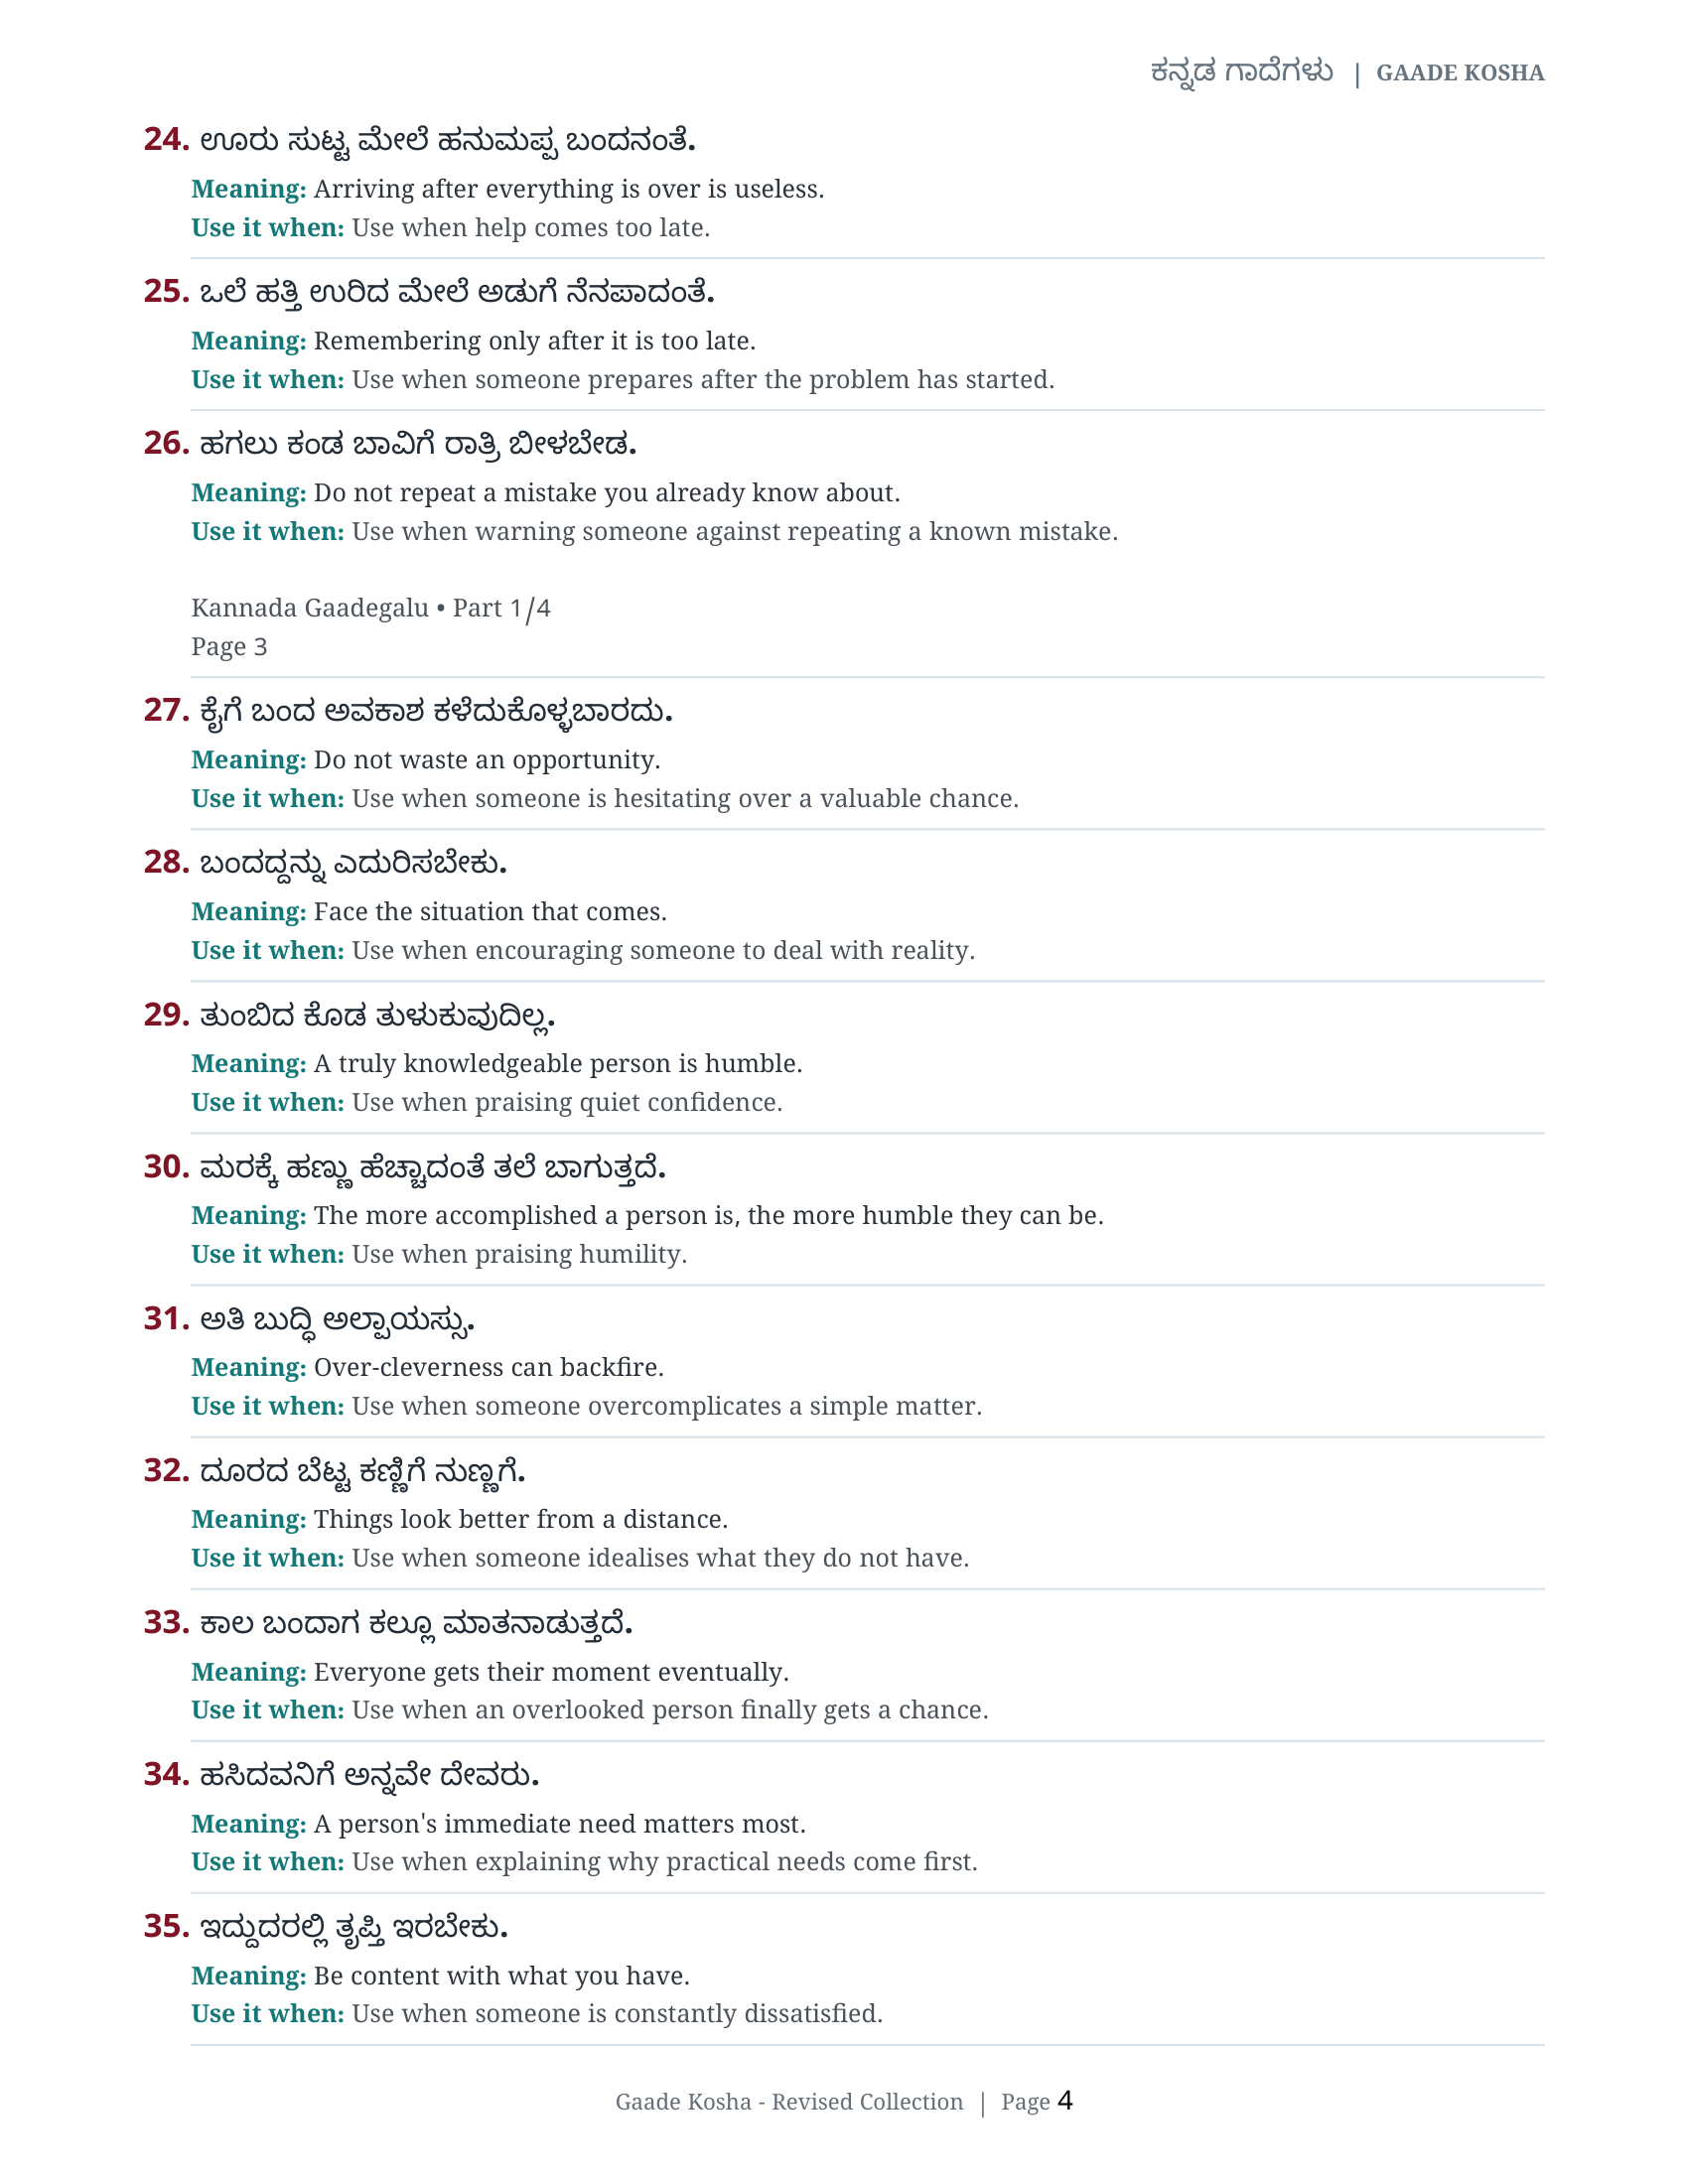 ಕನ್ನಡ ಗಾದೆಗಳು | GAADE KOSHA
24. ಊರು ಸುಟ್ಟ ಮೇಲೆ ಹನುಮಪ್ಪ ಬಂದನಂತೆ.
Meaning: Arriving after everything is over is useless.
Use it when: Use when help comes too late.
25. ಒಲೆ ಹತ್ತಿ ಉರಿದ ಮೇಲೆ ಅಡುಗೆ ನೆನಪಾದಂತೆ.
Meaning: Remembering only after it is too late.
Use it when: Use when someone prepares after the problem has started.
26. ಹಗಲು ಕಂಡ ಬಾವಿಗೆ ರಾತ್ರಿ ಬೀಳಬೇಡ.
Meaning: Do not repeat a mistake you already know about.
Use it when: Use when warning someone against repeating a known mistake.
Kannada Gaadegalu • Part 1/4
Page 3
27. ಕೈಗೆ ಬಂದ ಅವಕಾಶ ಕಳೆದುಕೊಳ್ಳಬಾರದು.
Meaning: Do not waste an opportunity.
Use it when: Use when someone is hesitating over a valuable chance.
28. ಬಂದದ್ದನ್ನು ಎದುರಿಸಬೇಕು.
Meaning: Face the situation that comes.
Use it when: Use when encouraging someone to deal with reality.
29. ತುಂಬಿದ ಕೊಡ ತುಳುಕುವುದಿಲ್ಲ.
Meaning: A truly knowledgeable person is humble.
Use it when: Use when praising quiet confidence.
30. ಮರಕ್ಕೆ ಹಣ್ಣು ಹೆಚ್ಚಾದಂತೆ ತಲೆ ಬಾಗುತ್ತದೆ.
Meaning: The more accomplished a person is, the more humble they can be.
Use it when: Use when praising humility.
31. ಅತಿ ಬುದ್ಧಿ ಅಲ್ಪಾಯಸ್ಸು.
Meaning: Over-cleverness can backfire.
Use it when: Use when someone overcomplicates a simple matter.
32. ದೂರದ ಬೆಟ್ಟ ಕಣ್ಣಿಗೆ ನುಣ್ಣಗೆ.
Meaning: Things look better from a distance.
Use it when: Use when someone idealises what they do not have.
33. ಕಾಲ ಬಂದಾಗ ಕಲ್ಲೂ ಮಾತನಾಡುತ್ತದೆ.
Meaning: Everyone gets their moment eventually.
Use it when: Use when an overlooked person finally gets a chance.
34. ಹಸಿದವನಿಗೆ ಅನ್ನವೇ ದೇವರು.
Meaning: A person's immediate need matters most.
Use it when: Use when explaining why practical needs come first.
35. ಇದ್ದುದರಲ್ಲಿ ತೃಪ್ತಿ ಇರಬೇಕು.
Meaning: Be content with what you have.
Use it when: Use when someone is constantly dissatisfied.
Gaade Kosha - Revised Collection | Page 4